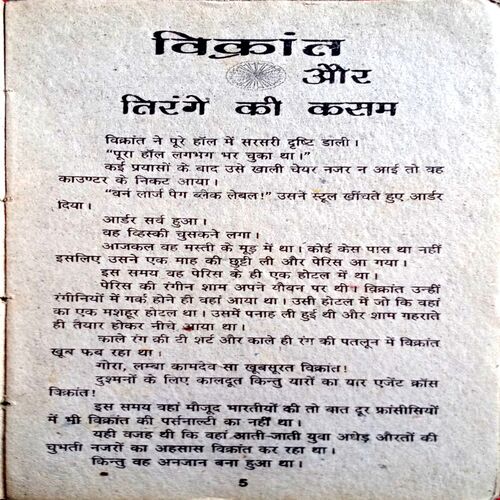 विक्रांत
और
तिरंगे की कसम
विक्रांत ने पूरे हॉल में सरसरी दृष्टि डाली।
"पूरा हॉल लगभग भर चुका था।"
कई प्रयासों के बाद उसे खाली चेयर नजर न आई तो वह
काउण्टर के निकट आया।
"वन लार्ज पैग ब्लैक लेबल!" उसने स्टूल खींचते हुए आर्डर
दिया।
आर्डर सर्व हुआ।
वह व्हिस्की चुसकने लगा।
आजकल वह मस्ती के मूड में था। कोई केस पास था नहीं
इसलिए उसने एक माह की छुट्टी ली और पेरिस आ गया।
इस समय वह पेरिस के ही एक होटल में था।
पेरिस की रंगीन शाम अपने यौवन पर थी। विक्रांत उन्हीं
रंगीनियों में गर्क होने ही वहां आया था। उसी होटल में जो कि वहां
का एक मशहूर होटल था। उसमें पनाह ली हुई थी और शाम गहराते
ही तैयार होकर नीचे आया था।
काले रंग की टी शर्ट और काले ही रंग की पतलून में विक्रांत
खूब फब रहा था।
गोरा, लम्बा कामदेव सा खूबसूरत विक्रांत!
दुश्मनों के लिए कालदूत किन्तु यारों का यार एजेंट क्रॉस
विक्रांत!
इस समय वहां मौजूद भारतीयों की तो बात दूर फ्रांसीसियों
में भी विक्रांत की पर्सनाल्टी का नहीं था।
यही वजह थी कि वहां आती-जाती युवा अधेड़ औरतों की
चुभती नजरों का अहसास विक्रांत कर रहा था।
किन्तु वह अनजान बना हुआ था।
5